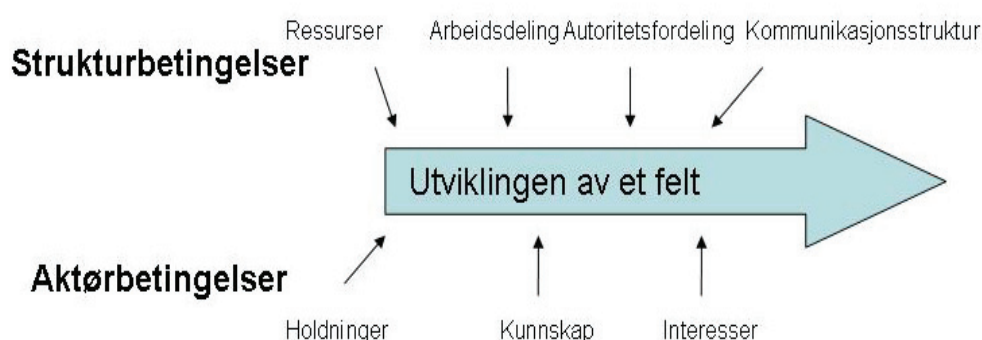 Ressurser Arbeidsdeling Autoritetsfordeling Kommunikasjonsstruktur
Strukturbetingelser
Utviklingen av et felt
Aktørbetingelser
Holdninger Kunnskap Interesser